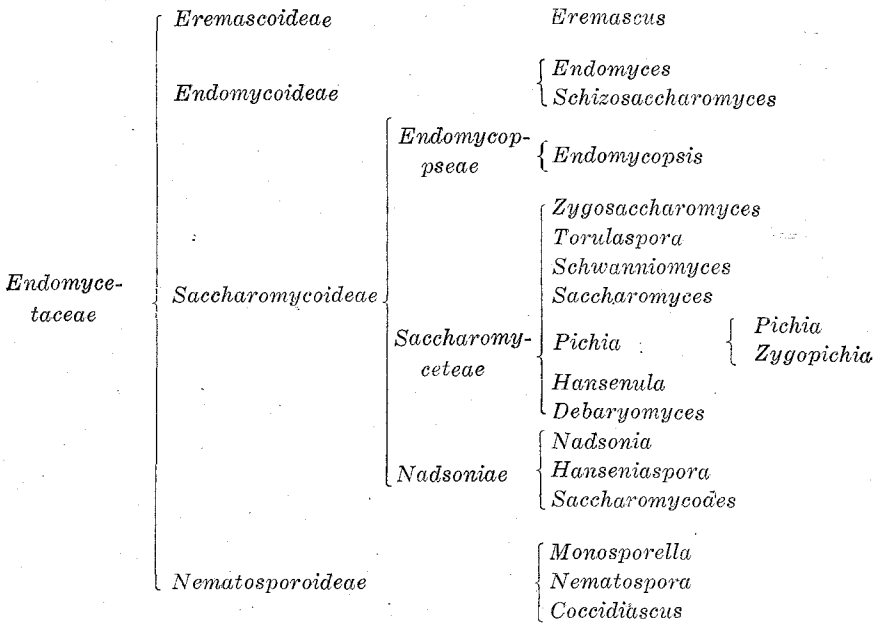 Eremascoideae Eremascus
Endomyces
Endomycoideae
Schizosaccharomyces
Endomycop-
pseae
Endomycopsis
Zygosaccharomyces
Torulaspora
Schwanniomyces
Endomyce-
taceae
Saccharomycoideae
Saccharomyces
Saccharomy-
ceteae
Pichia
Pichia
Zygopichia
Hansenula
Debaryomyces
Nadsonia
Nadsoniae
Hanseniaspora
Saccharomycodes
Monosporella
Nematosporoideae
Nematospora
Coccidiascus